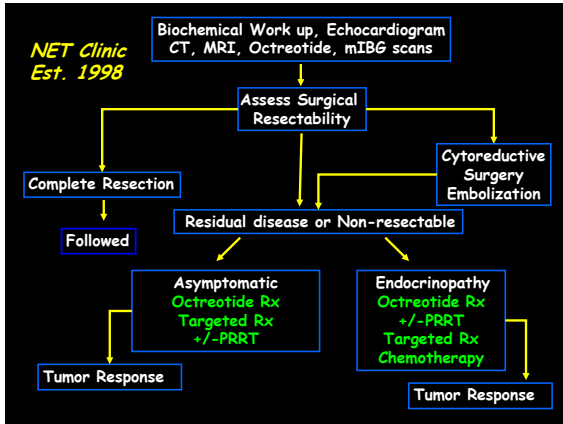 NET Clinic
Est. 1998
Biochemical Work up, Echocardiogram
CT, MRI, Octreotide, mIBG scans
Assess Surgical
Resectability
Complete Resection
Cytoreductive
Surgery
Embolization
Followed
Residual disease or Non-resectable
Asymptomatic
Octreotide Rx
Targeted Rx
+/-PRRT
Endocrinopathy
Octreotide Rx
+/-PRRT
Targeted Rx
Chemotherapy
Tumor Response
Tumor Response